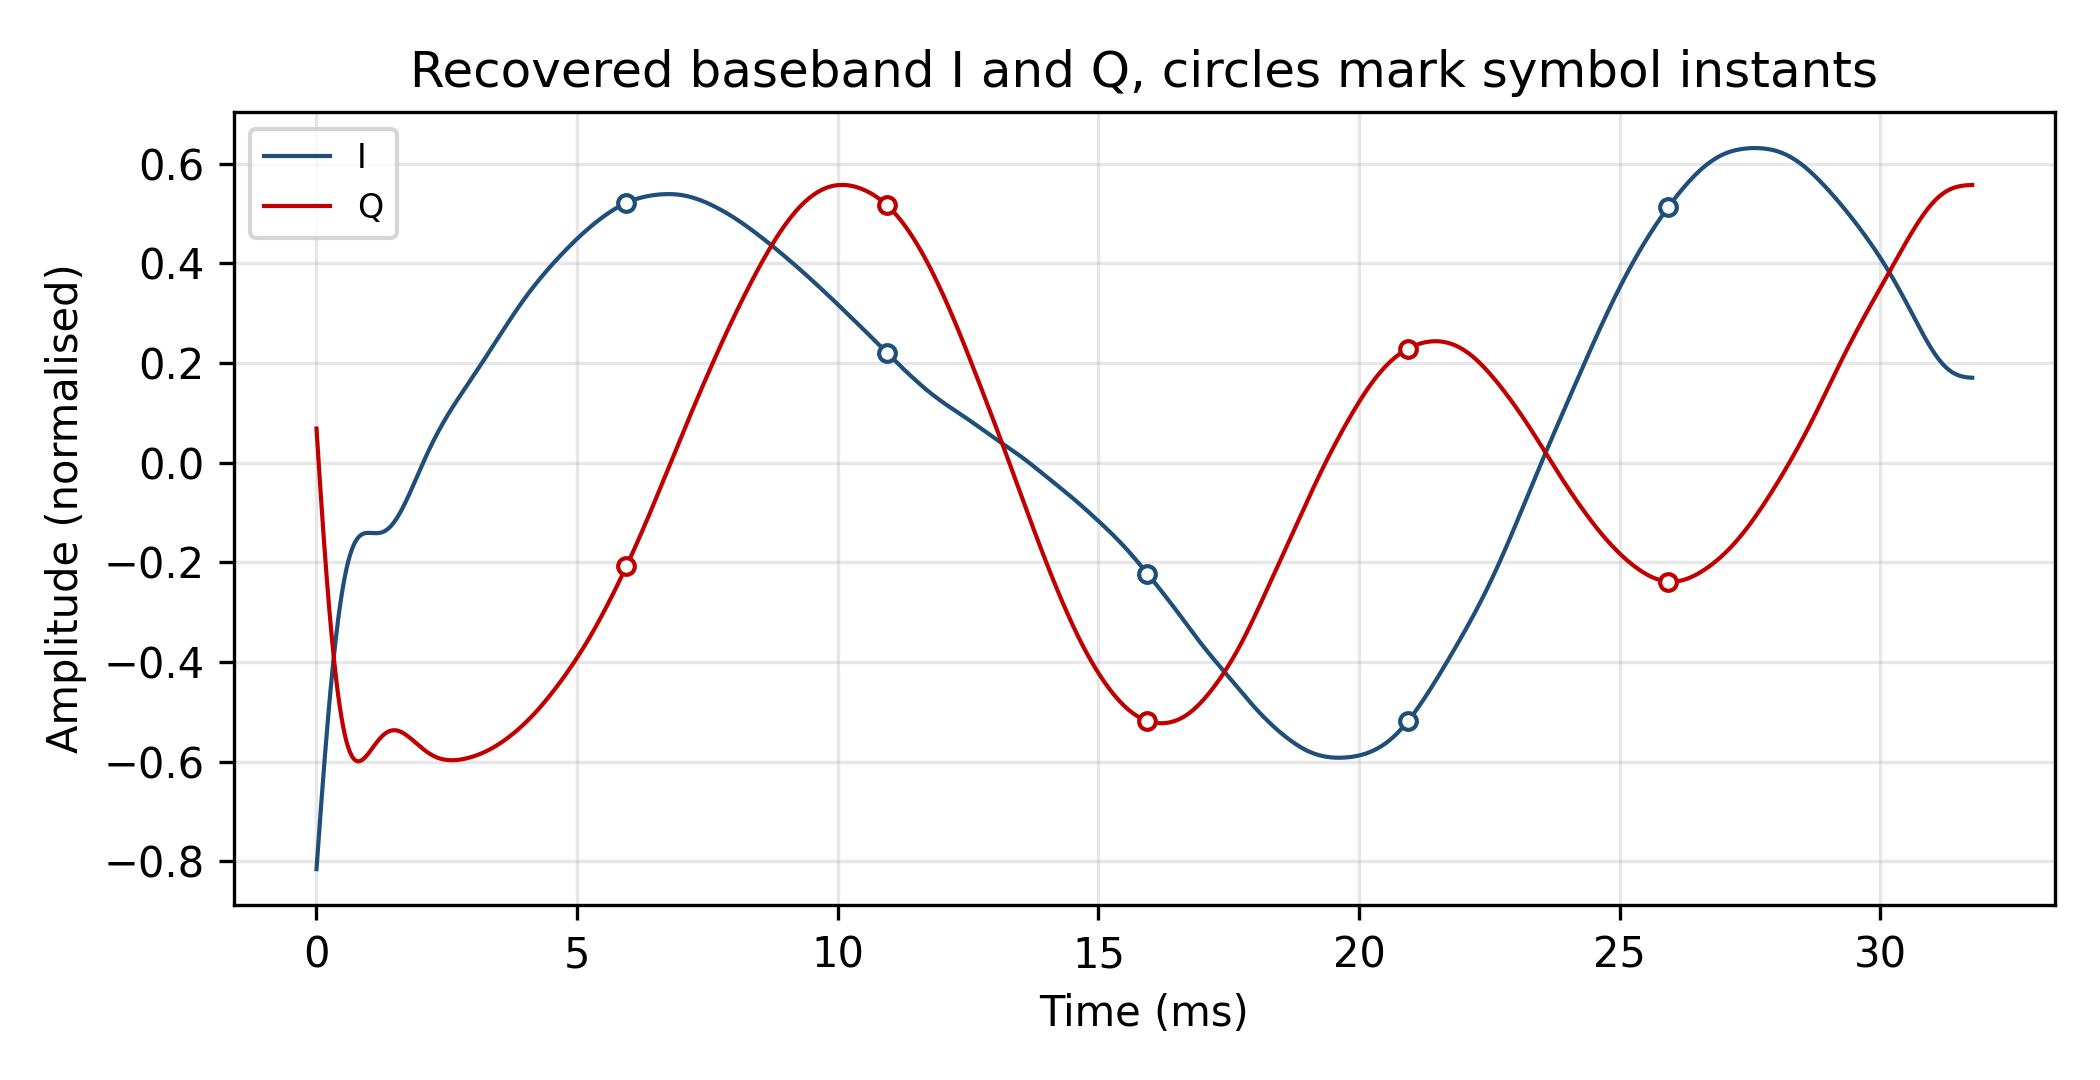 Recovered baseband I and Q, circles mark symbol instants
I
Q
Amplitude (normalised)
0.6
0.4
0.2
0.0
−0.2
−0.4
−0.6
−0.8
0 5 10 15 20 25 30
Time (ms)